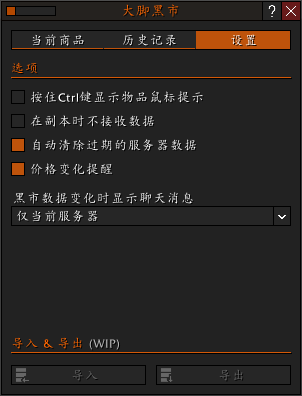 大脚黑市
?
当前商品 历史记录 设置
选项
按住Ctrl键显示物品鼠标提示
在副本时不接收数据
自动清除过期的服务器数据
价格变化提醒
黑市数据变化时显示聊天消息
仅当前服务器
导入 & 导出 (WIP)
导入 导出